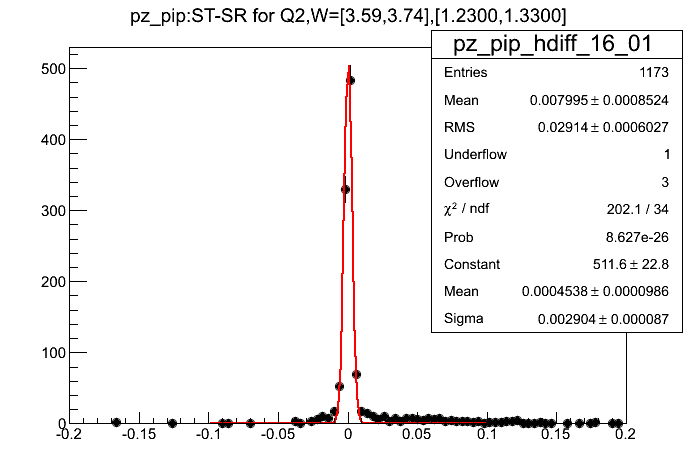 pz_pip:ST-SR for Q2,W=[3.59,3.74],[1.2300,1.3300]
pz_pip_hdiff_16_01
Entries 1173
Mean 0.007995 ± 0.0008524
RMS 0.02914 ± 0.0006027
Underflow 1
Overflow 3
χ² / ndf 202.1 / 34
Prob 8.627e-26
Constant 511.6 ± 22.8
Mean 0.0004538 ± 0.0000986
Sigma 0.002904 ± 0.000087
500
400
300
200
100
0
-0.2 -0.15 -0.1 -0.05 0 0.05 0.1 0.15 0.2